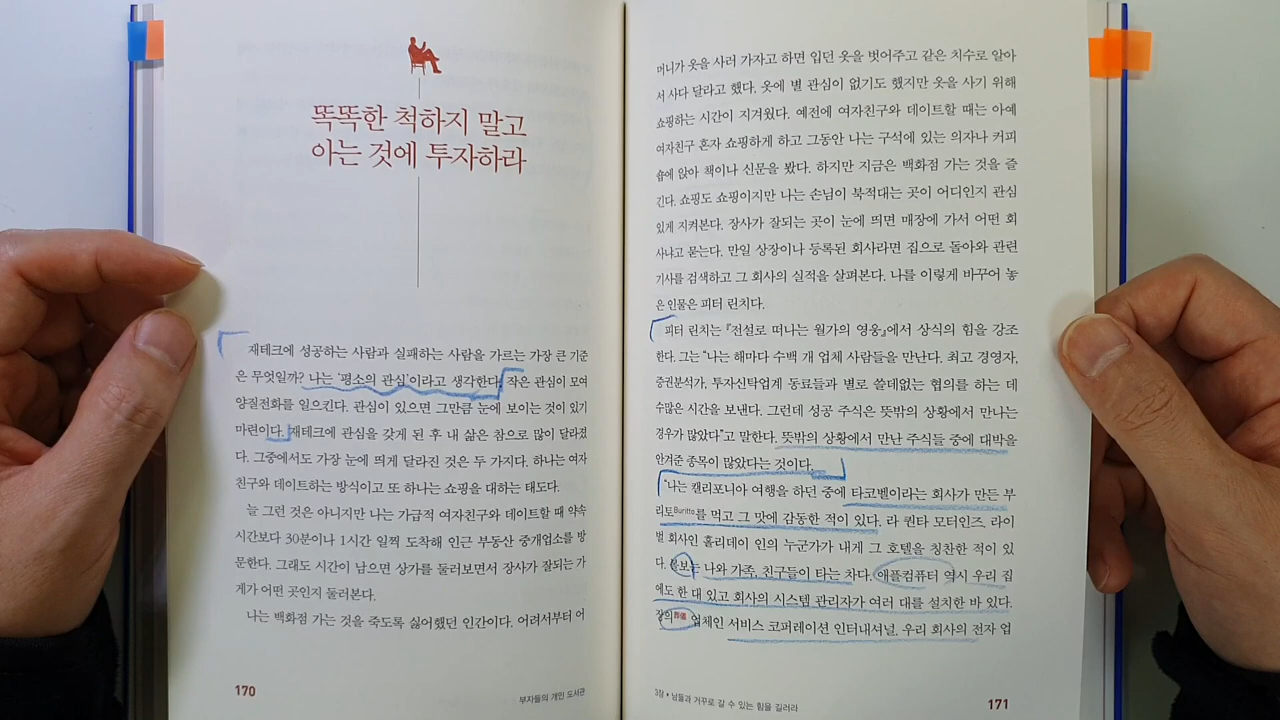 똑똑한 척하지 말고
아는 것에 투자하라
재테크에 성공하는 사람과 실패하는 사람을 가르는 가장 큰 기준
은 무엇일까? 나는 '평소의 관심'이라고 생각한다. 작은 관심이 모여
양질전화를 일으킨다. 관심이 있으면 그만큼 눈에 보이는 것이 있기
마련이다. 재테크에 관심을 갖게 된 후 내 삶은 참으로 많이 달라졌
다. 그중에서도 가장 눈에 띄게 달라진 것은 두 가지다. 하나는 여자
친구와 데이트하는 방식이고 또 하나는 쇼핑을 대하는 태도다.
늘 그런 것은 아니지만 나는 가급적 여자친구와 데이트할 때 약속
시간보다 30분이나 1시간 일찍 도착해 인근 부동산 중개업소를 방
문한다. 그래도 시간이 남으면 상가를 둘러보면서 장사가 잘되는 가
게가 어떤 곳인지 둘러본다.
나는 백화점 가는 것을 죽도록 싫어했던 인간이다. 어려서부터 어
170
부자들의 개인 도서관
머니가 옷을 사러 가자고 하면 입던 옷을 벗어주고 같은 치수로 알아
서 사다 달라고 했다. 옷에 별 관심이 없기도 했지만 옷을 사기 위해
쇼핑하는 시간이 지겨웠다. 예전에 여자친구와 데이트할 때는 아예
여자친구 혼자 쇼핑하게 하고 그동안 나는 구석에 있는 의자나 커피
숍에 앉아 책이나 신문을 봤다. 하지만 지금은 백화점 가는 것을 즐
긴다. 쇼핑도 쇼핑이지만 나는 손님이 북적대는 곳이 어디인지 관심
있게 지켜본다. 장사가 잘되는 곳이 눈에 띄면 매장에 가서 어떤 회
사냐고 묻는다. 만일 상장이나 등록된 회사라면 집으로 돌아와 관련
기사를 검색하고 그 회사의 실적을 살펴본다. 나를 이렇게 바꾸어 놓
은 인물은 피터 린치다.
피터 린치는 『전설로 떠나는 월가의 영웅』에서 상식의 힘을 강조
한다. 그는 “나는 해마다 수백 개 업체 사람들을 만난다. 최고 경영자,
증권분석가, 투자신탁업계 동료들과 별로 쓸데없는 협의를 하는 데
수많은 시간을 보낸다. 그런데 성공 주식은 뜻밖의 상황에서 만나는
경우가 많았다”고 말한다. 뜻밖의 상황에서 만난 주식들 중에 대박을
안겨준 종목이 많았다는 것이다.
“나는 캘리포니아 여행을 하던 중에 타코벨이라는 회사가 만든 부
리토Buritto를 먹고 그 맛에 감동한 적이 있다. 라 퀸타 모터인즈, 라이
벌 회사인 홀리데이 인의 누군가가 내게 그 호텔을 칭찬한 적이 있
다. 볼보는 나와 가족, 친구들이 타는 차다. 애플컴퓨터 역시 우리 집
에도 한 대 있고 회사의 시스템 관리자가 여러 대를 설치한 바 있다.
장의葬儀 업체인 서비스 코퍼레이션 인터내셔널, 우리 회사의 전자 업
3장 • 남들과 거꾸로 갈 수 있는 힘을 길러라
171